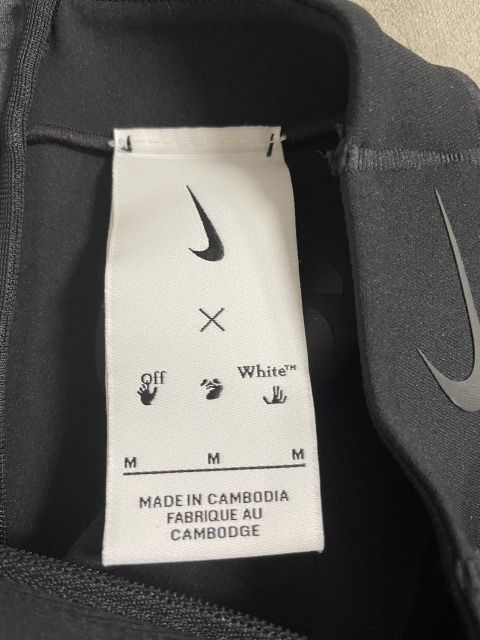 ×
Off White™
M M M
MADE IN CAMBODIA
FABRIQUE AU
CAMBODGE